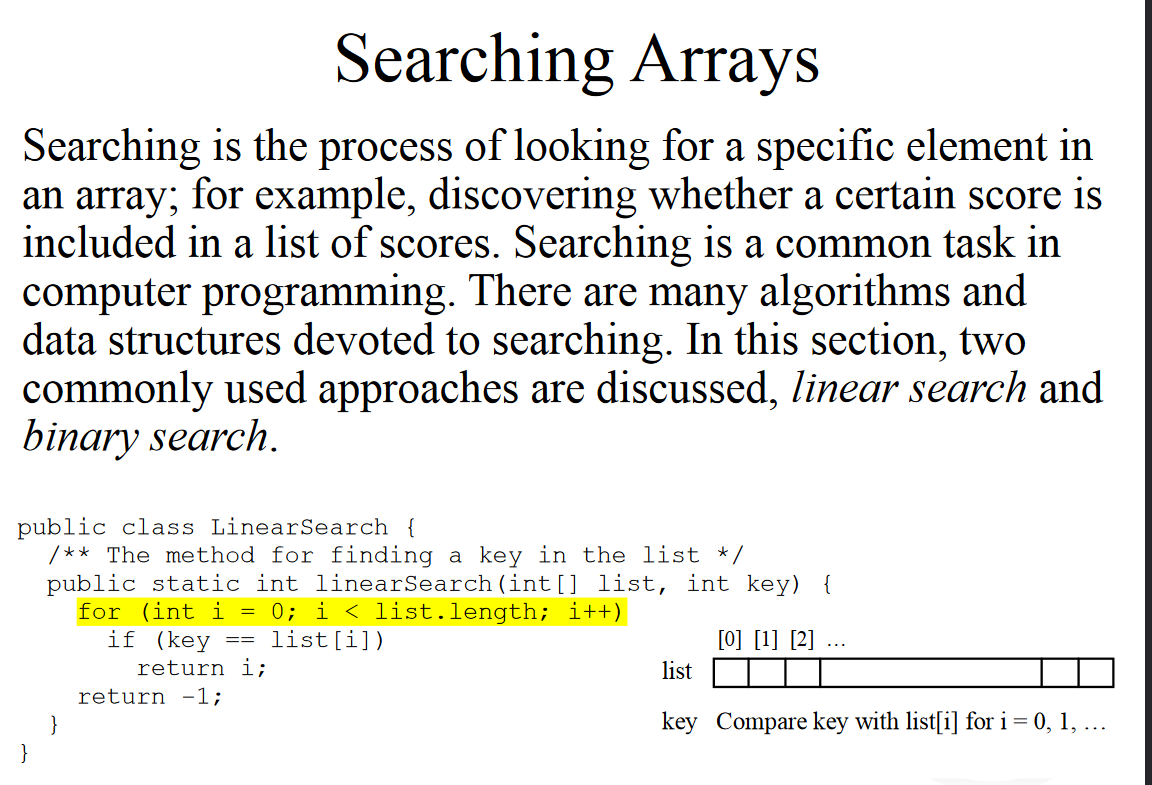 Searching Arrays
Searching is the process of looking for a specific element in
an array; for example, discovering whether a certain score is
included in a list of scores. Searching is a common task in
computer programming. There are many algorithms and
data structures devoted to searching. In this section, two
commonly used approaches are discussed, linear search and
binary search.
public class LinearSearch {
/** The method for finding a key in the list */
public static int linearSearch(int[] list, int key) {
for (int i = 0; i < list.length; i++)
if (key == list[i])
return i;
return -1;
}
}
[0] [1] [2] …
list
key Compare key with list[i] for i = 0, 1, …